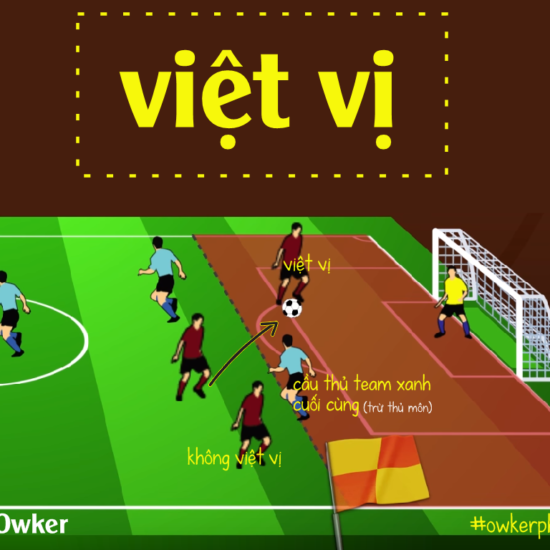 việt vị
việt vị
cầu thủ team xanh
cuối cùng (trừ thủ môn)
không việt vị
Owker
#owkerph